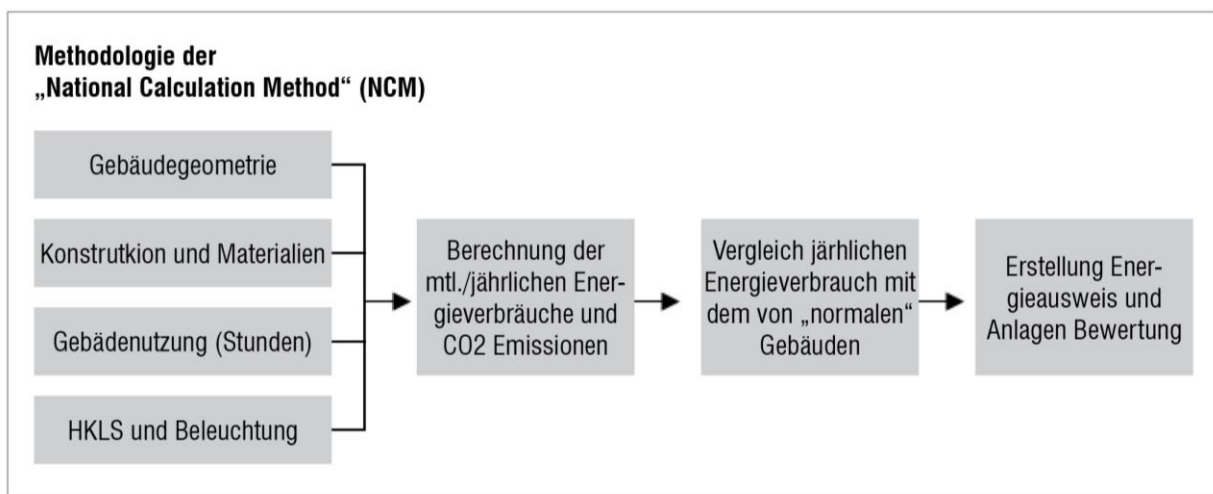 Methodologie der
„National Calculation Method“ (NCM)
Gebäudegeometrie
Konstrutkion und Materialien
Gebädenutzung (Stunden)
HKLS und Beleuchtung
Berechnung der
mtl./jährlichen Ener-
gieverbräuche und
CO2 Emissionen
Vergleich järhlichen
Energieverbrauch mit
dem von „normalen“
Gebäuden
Erstellung Ener-
gieausweis und
Anlagen Bewertung